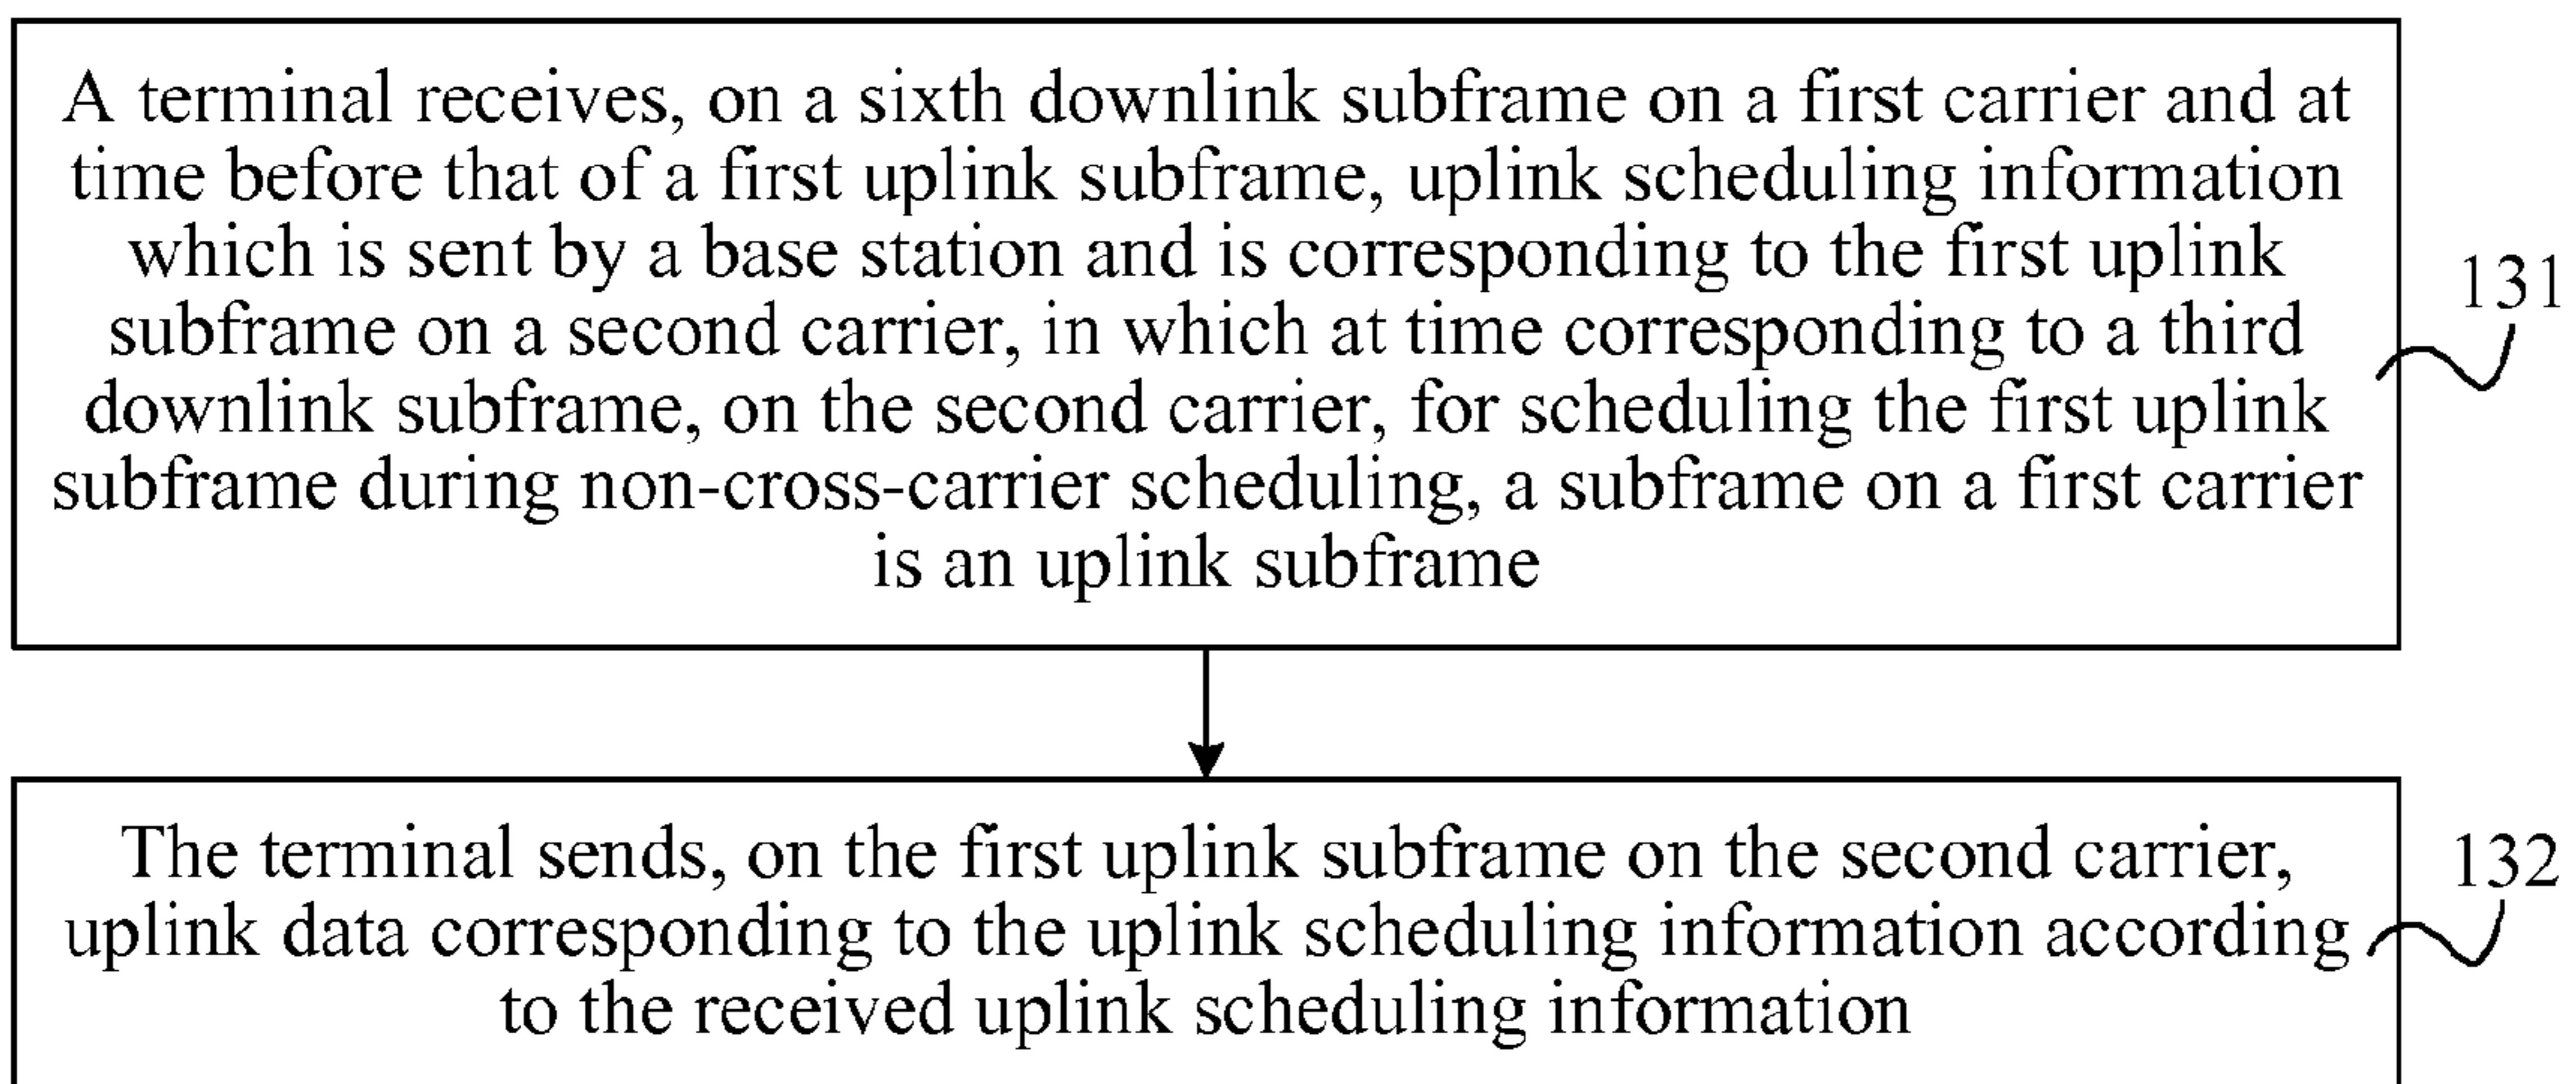 A terminal receives, on a sixth downlink subframe on a first carrier and at
time before that of a first uplink subframe, uplink scheduling information
which is sent by a base station and is corresponding to the first uplink
subframe on a second carrier, in which at time corresponding to a third
downlink subframe, on the second carrier, for scheduling the first uplink
subframe during non-cross-carrier scheduling, a subframe on a first carrier
is an uplink subframe
131
The terminal sends, on the first uplink subframe on the second carrier,
uplink data corresponding to the uplink scheduling information according
to the received uplink scheduling information
132